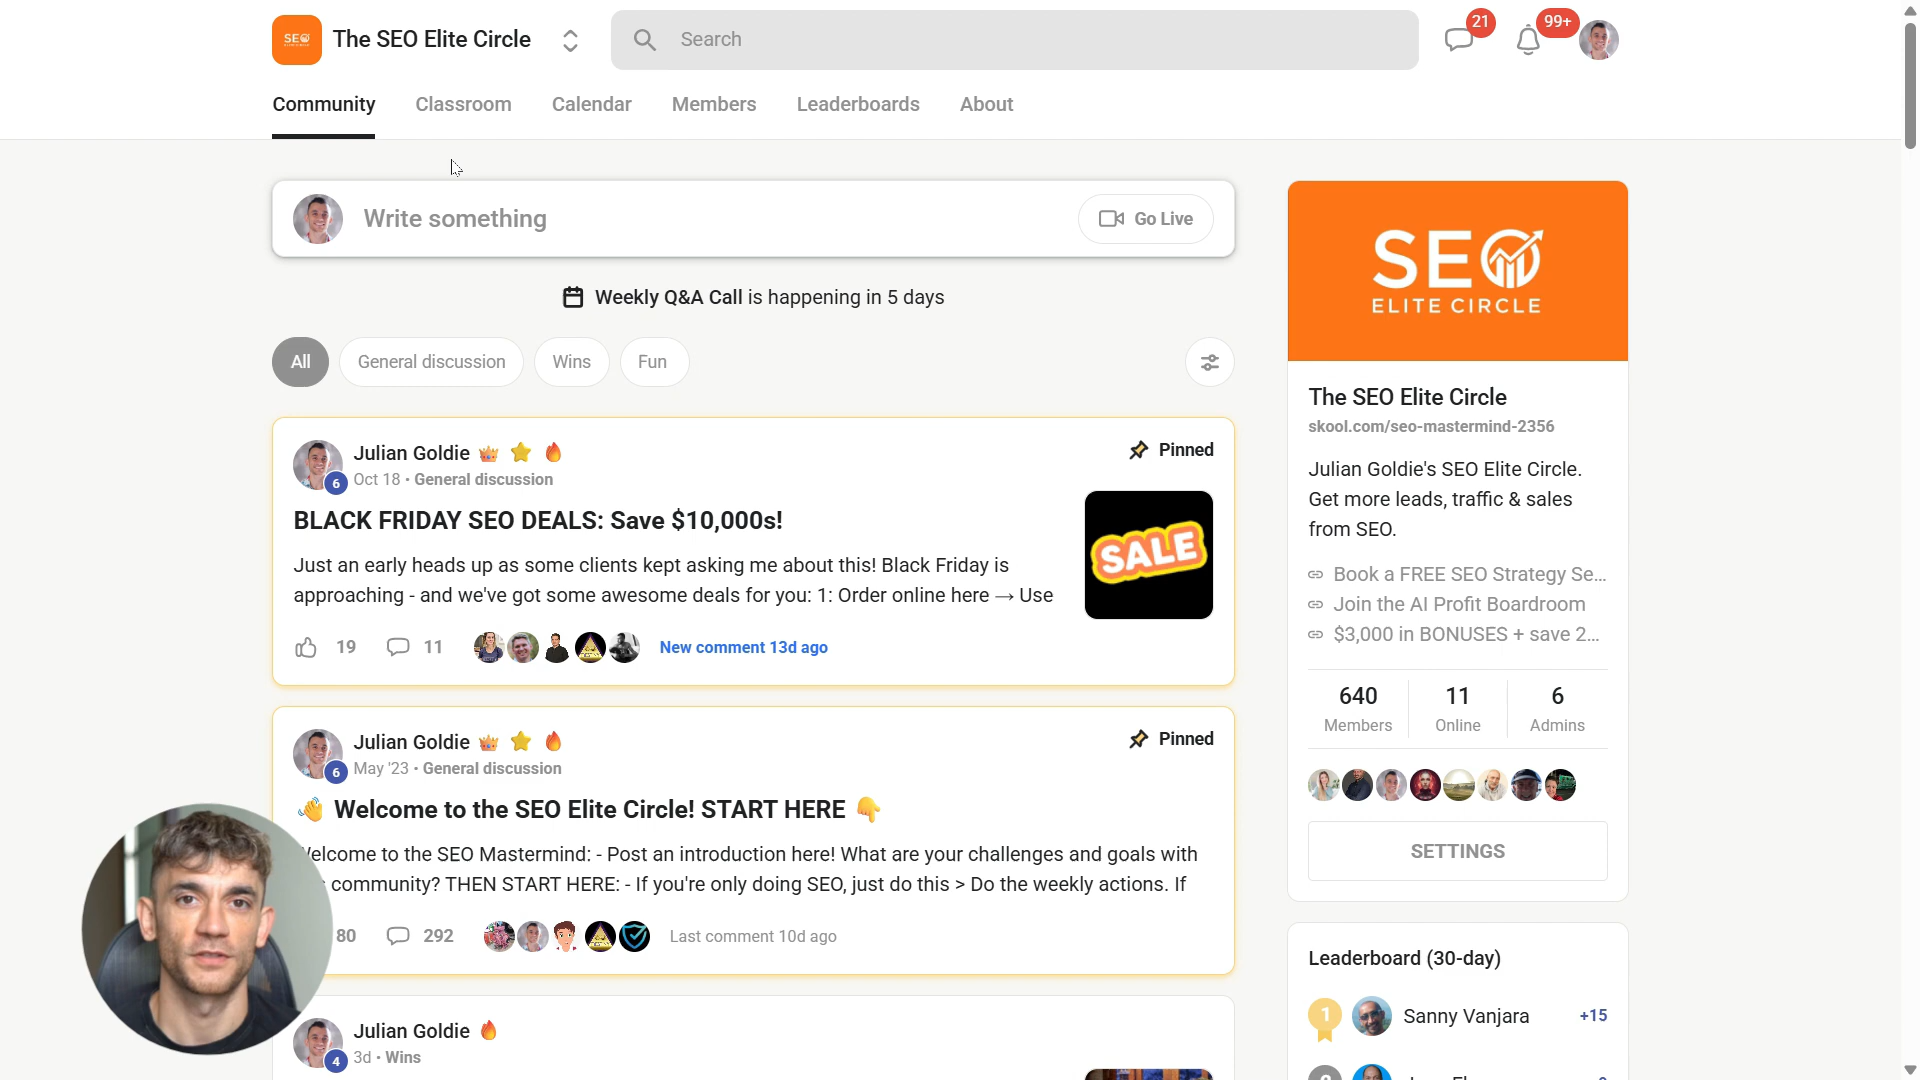 SEO
The SEO Elite Circle
Search
21
99+
Community
Classroom
Calendar
Members
Leaderboards
About
Write something
Go Live
Weekly Q&A Call is happening in 5 days
All
General discussion
Wins
Fun
Julian Goldie
Pinned
6
Oct 18 • General discussion
BLACK FRIDAY SEO DEALS: Save $10,000s!
Just an early heads up as some clients kept asking me about this! Black Friday is
approaching - and we've got some awesome deals for you: 1: Order online here → Use
SALE
19
11
New comment 13d ago
Julian Goldie
Pinned
6
May '23 • General discussion
Welcome to the SEO Elite Circle! START HERE
elcome to the SEO Mastermind: - Post an introduction here! What are your challenges and goals with
community? THEN START HERE: - If you're only doing SEO, just do this > Do the weekly actions. If
80
292
Last comment 10d ago
Julian Goldie
4
3d • Wins
SEO
ELITE CIRCLE
The SEO Elite Circle
skool.com/seo-mastermind-2356
Julian Goldie's SEO Elite Circle.
Get more leads, traffic & sales
from SEO.
Book a FREE SEO Strategy Se...
Join the AI Profit Boardroom
$3,000 in BONUSES + save 2...
640
11
6
Members
Online
Admins
SETTINGS
Leaderboard (30-day)
1
Sanny Vanjara
+15